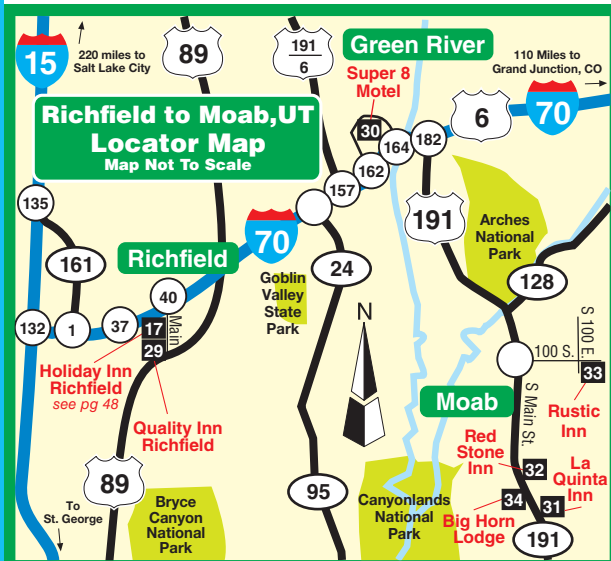 15
220 miles to
Salt Lake City
89
191
6
Green River
110 Miles to
Grand Junction, CO
Super 8
Motel
30
6
70
Richfield to Moab,UT
Locator Map
Map Not To Scale
164
182
162
157
135
191
Arches
National
Park
161
Richfield
70
24
128
Goblin
Valley
State
Park
40
132
1
37
17
Main
29
N
S 100 E.
100 S.
33
Holiday Inn
Richfield
see pg 48
Moab
S Main St.
Rustic
Inn
Quality Inn
Richfield
Red
Stone
Inn
32
La
Quinta
Inn
89
95
Canyonlands
National
Park
34
31
Big Horn
Lodge
To
St. George
Bryce
Canyon
National
Park
191